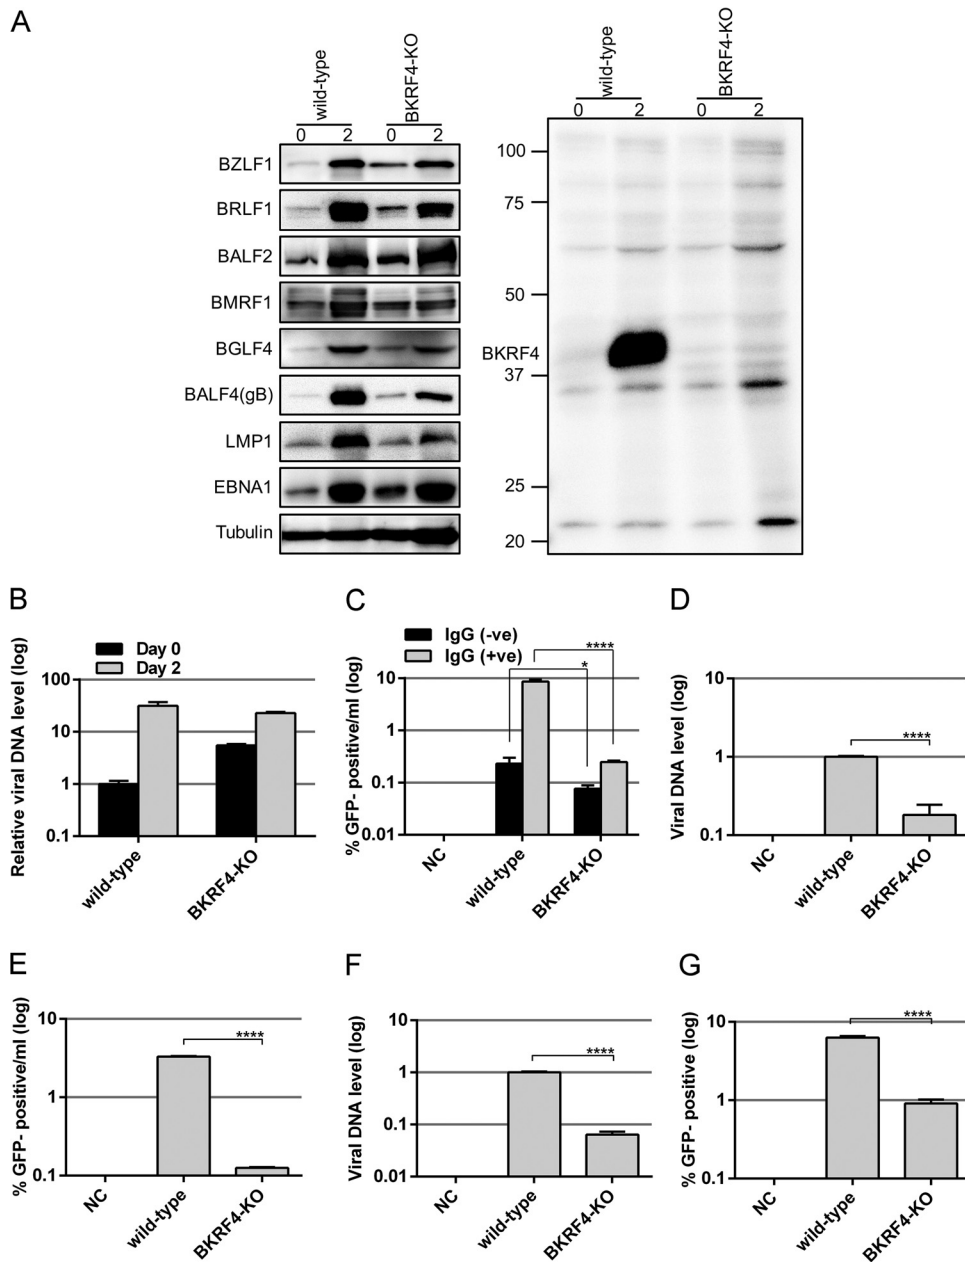 A
wild-type
BKRF4-KO
0 2 0 2
BZLF1
BRLF1
BALF2
BMRF1
BGLF4
BALF4(gB)
LMP1
EBNA1
Tubulin
wild-type
BKRF4-KO
0 2 0 2
100
75
50
BKRF4
37
25
20
B
Relative viral DNA level (log)
Day 0
Day 2
100
10
1
0.1
wild-type
BKRF4-KO
C
% GFP- positive/ml (log)
IgG (-ve)
IgG (+ve)
****
*
10
1
0.1
0.01
NC
wild-type
BKRF4-KO
D
Viral DNA level (log)
10
1
0.1
****
NC
wild-type
BKRF4-KO
E
% GFP- positive/ml (log)
10
1
0.1
****
NC
wild-type
BKRF4-KO
F
Viral DNA level (log)
10
1
0.1
0.01
****
NC
wild-type
BKRF4-KO
G
% GFP- positive (log)
10
1
0.1
****
NC
wild-type
BKRF4-KO